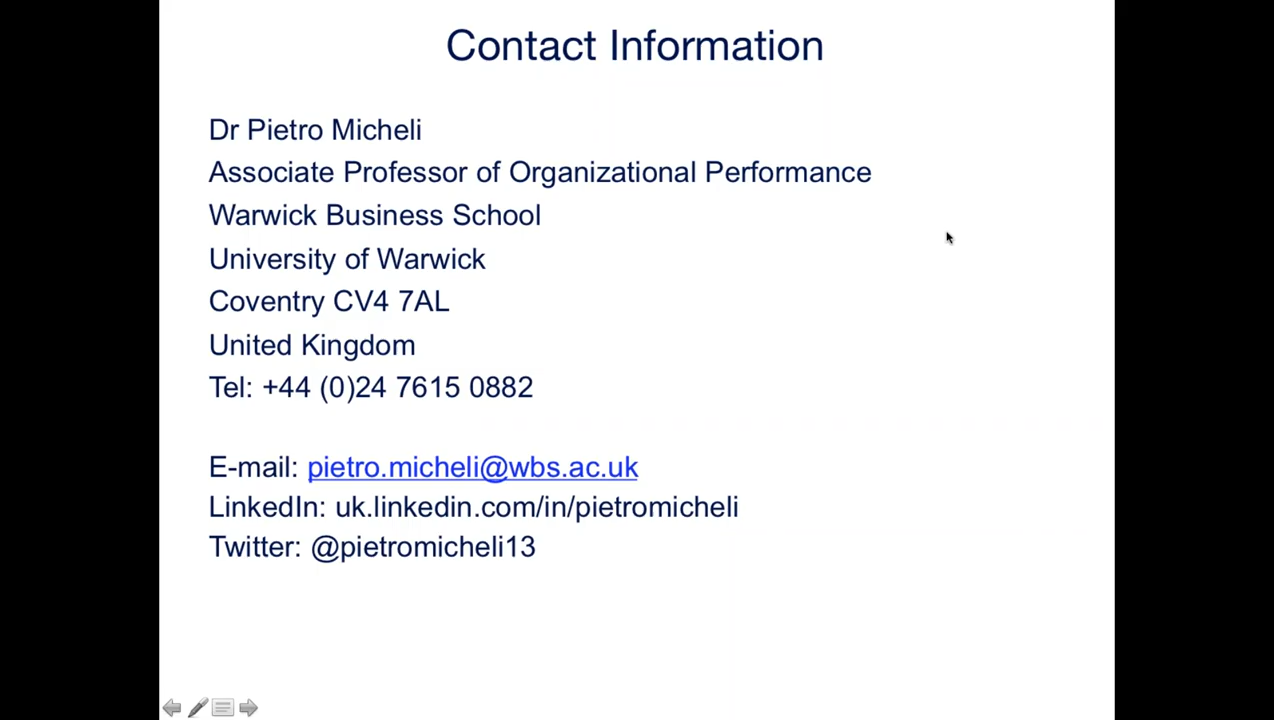 Contact Information
Dr Pietro Micheli
Associate Professor of Organizational Performance
Warwick Business School
University of Warwick
Coventry CV4 7AL
United Kingdom
Tel: +44 (0)24 7615 0882
E-mail: pietro.micheli@wbs.ac.uk
LinkedIn: uk.linkedin.com/in/pietromicheli
Twitter: @pietromicheli13